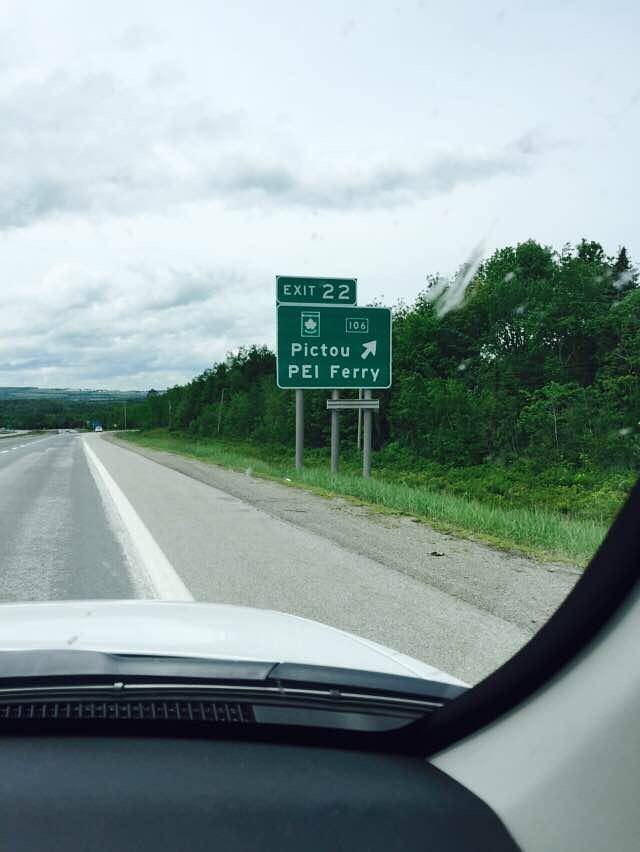 EXIT 22
106
Pictou
PEI Ferry